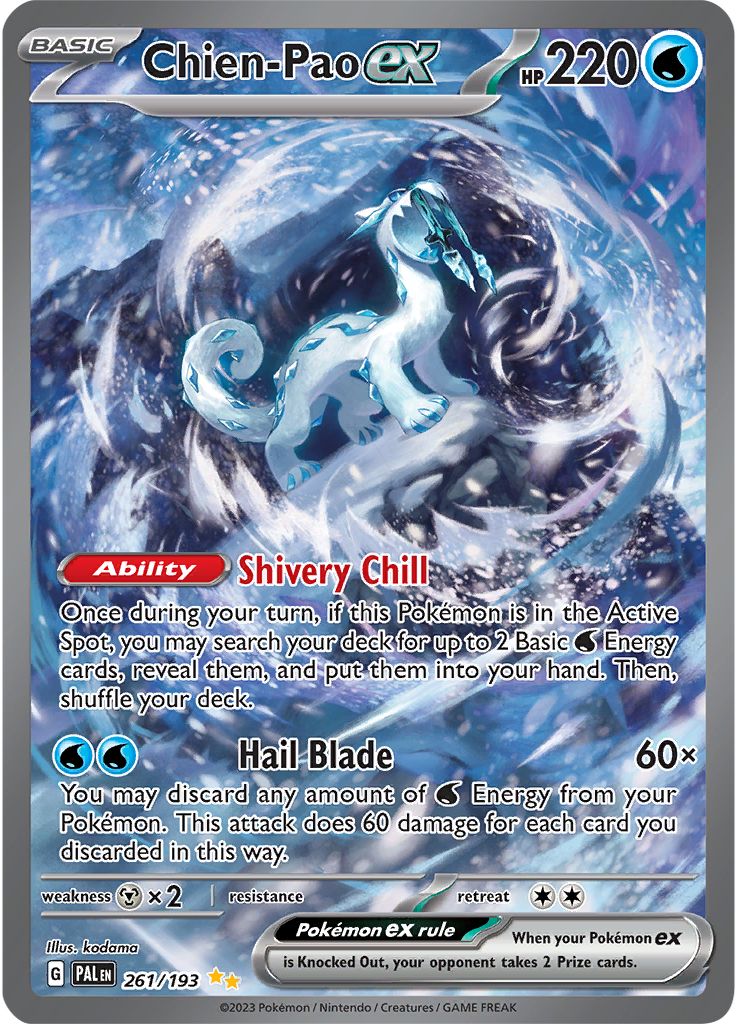 BASIC Chien-Pao ex HP 220
Ability Shivery Chill
Once during your turn, if this Pokémon is in the Active
Spot, you may search your deck for up to 2 Basic Energy
cards, reveal them, and put them into your hand. Then,
shuffle your deck.
Hail Blade 60×
You may discard any amount of Energy from your
Pokémon. This attack does 60 damage for each card you
discarded in this way.
weakness ×2 resistance retreat
Illus. kodama
Pokémon ex rule When your Pokémon ex
is Knocked Out, your opponent takes 2 Prize cards.
G PAL EN 261/193
©2023 Pokémon / Nintendo / Creatures / GAME FREAK